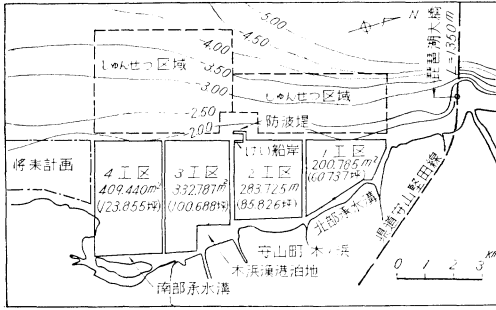 5.00
4.50
4.00
3.50
3.00
2.50
2.00
N
しゅんせつ区域
しゅんせつ区域
琵琶湖大橋
L=1350m
防波堤
けい船岸
将来計画
4工区
409.440m²
(123.855坪)
3工区
332.787m²
(100.688坪)
2工区
283.725m
(85.826坪)
1工区
200.785m²
(60.737坪)
北部承水溝
県道守山堅田線
守山町木ノ浜
木浜漁港泊地
南部承水溝
0 1 2 3
KM